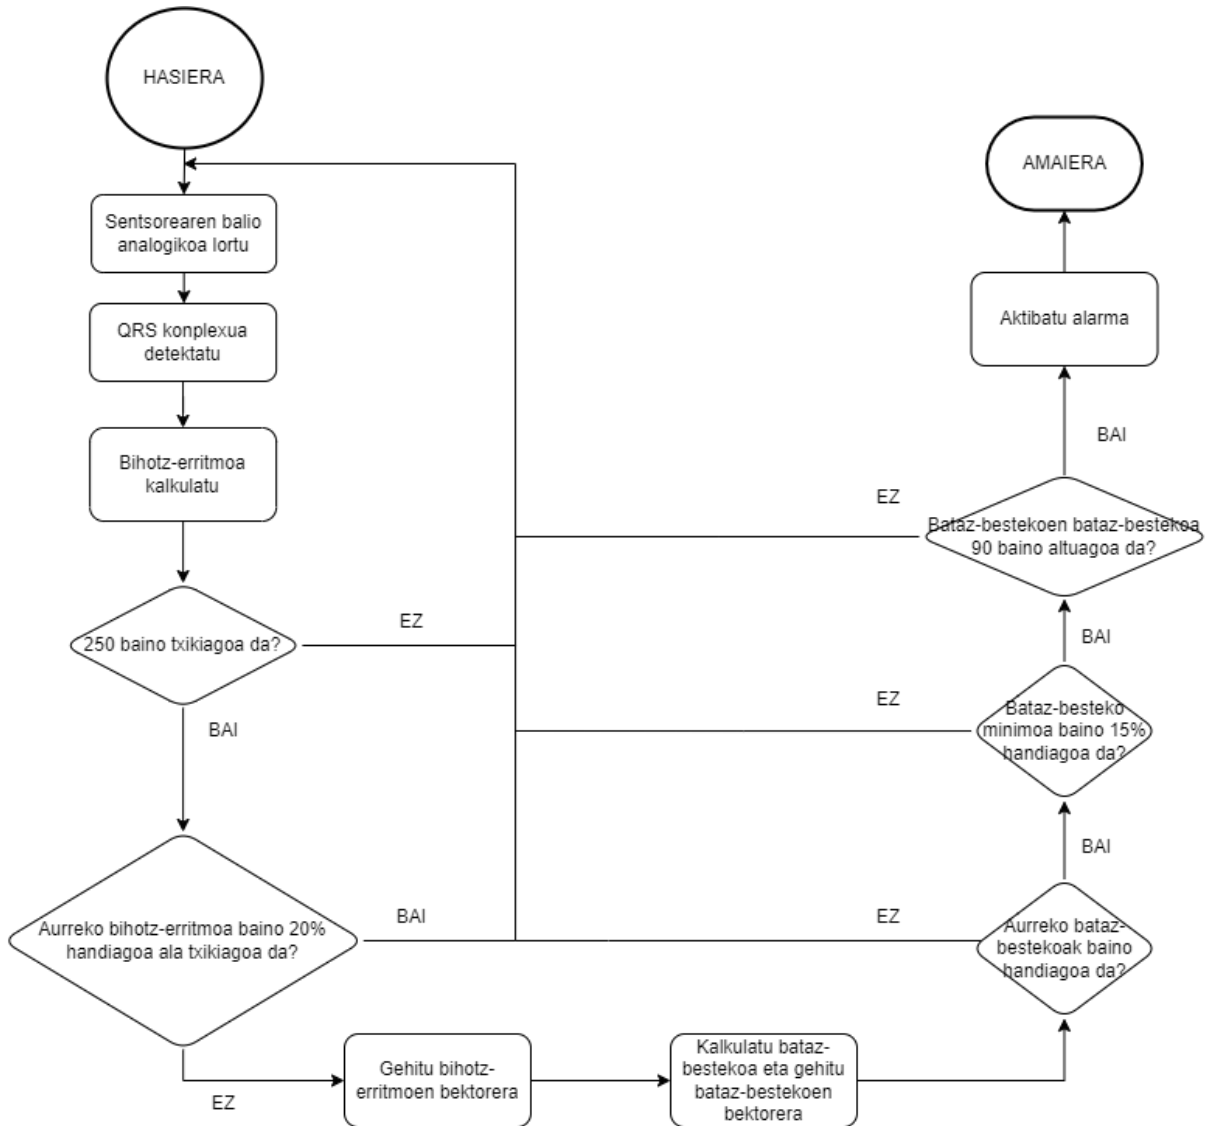 HASIERA
Sentsorearen balio
analogikoa lortu
QRS konplexua
detektatu
Bihotz-erritmoa
kalkulatu
250 baino txikiagoa da?
EZ
BAI
Aurreko bihotz-erritmoa baino 20%
handiagoa ala txikiagoa da?
BAI
EZ
Gehitu bihotz-
erritmoen bektorera
Kalkulatu bataz-
bestekoa eta gehitu
bataz-bestekoen
bektorera
Aurreko bataz-
bestekoak baino
handiagoa da?
EZ
BAI
Bataz-besteko
minimoa baino 15%
handiagoa da?
EZ
BAI
Bataz-bestekoen bataz-bestekoa
90 baino altuagoa da?
EZ
BAI
Aktibatu alarma
AMAIERA